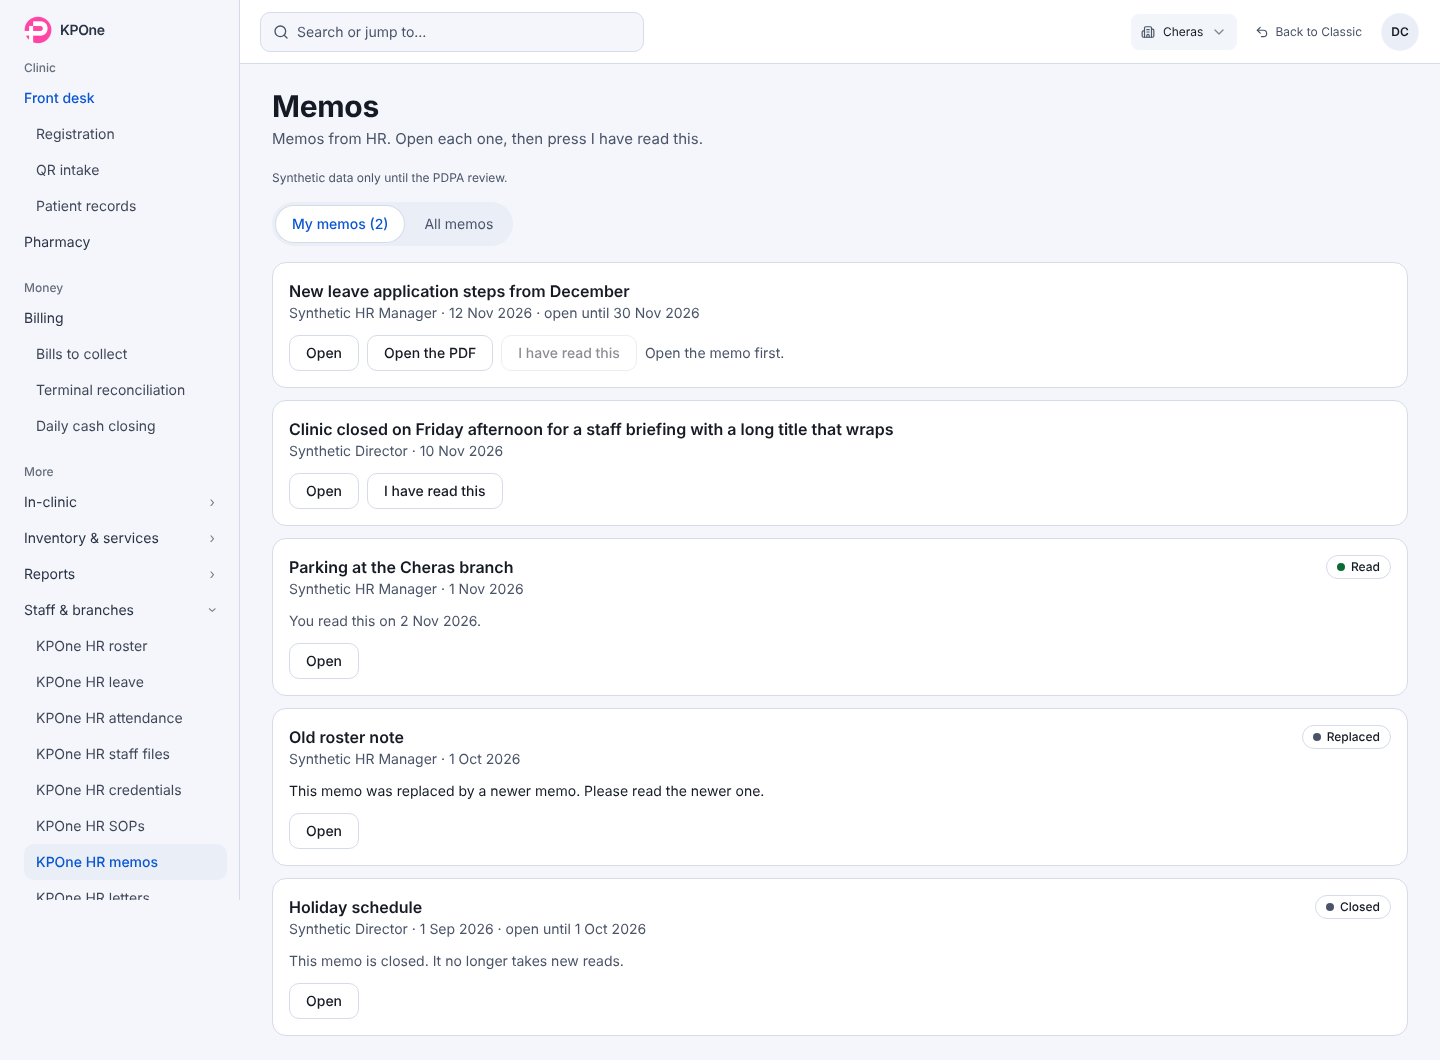 KPOne
Clinic
Front desk
Registration
QR intake
Patient records
Pharmacy
Money
Billing
Bills to collect
Terminal reconciliation
Daily cash closing
More
In-clinic
Inventory & services
Reports
Staff & branches
KPOne HR roster
KPOne HR leave
KPOne HR attendance
KPOne HR staff files
KPOne HR credentials
KPOne HR SOPs
KPOne HR memos
KPOne HR letters
Search or jump to...
Cheras
Back to Classic
DC
Memos
Memos from HR. Open each one, then press I have read this.
Synthetic data only until the PDPA review.
My memos (2)
All memos
New leave application steps from December
Synthetic HR Manager · 12 Nov 2026 · open until 30 Nov 2026
Open
Open the PDF
I have read this
Open the memo first.
Clinic closed on Friday afternoon for a staff briefing with a long title that wraps
Synthetic Director · 10 Nov 2026
Open
I have read this
Parking at the Cheras branch
Read
Synthetic HR Manager · 1 Nov 2026
You read this on 2 Nov 2026.
Open
Old roster note
Replaced
Synthetic HR Manager · 1 Oct 2026
This memo was replaced by a newer memo. Please read the newer one.
Open
Holiday schedule
Closed
Synthetic Director · 1 Sep 2026 · open until 1 Oct 2026
This memo is closed. It no longer takes new reads.
Open